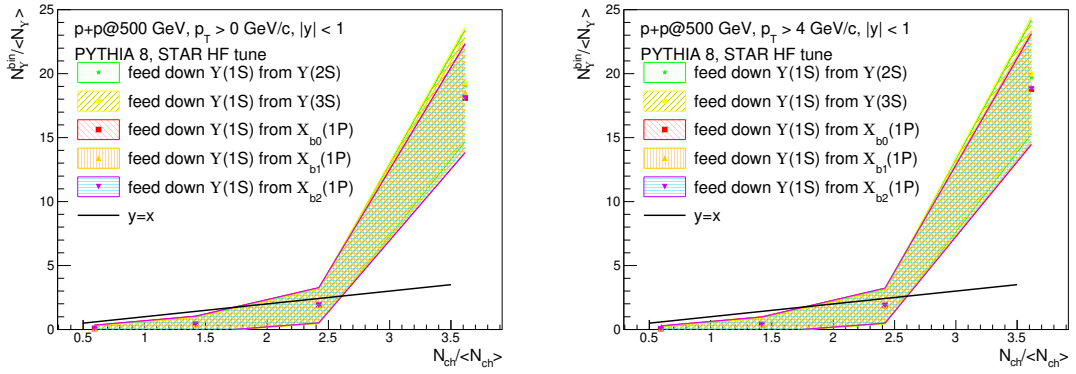 p+p@500 GeV, p_T > 0 GeV/c, |y| < 1
PYTHIA 8, STAR HF tune
feed down Υ(1S) from Υ(2S)
feed down Υ(1S) from Υ(3S)
feed down Υ(1S) from Χ_b0(1P)
feed down Υ(1S) from Χ_b1(1P)
feed down Υ(1S) from Χ_b2(1P)
y=x
N_Υ^bin/<N_Υ>
25
20
15
10
5
0
0.5 1 1.5 2 2.5 3 3.5
N_ch/<N_ch>
p+p@500 GeV, p_T > 4 GeV/c, |y| < 1
PYTHIA 8, STAR HF tune
feed down Υ(1S) from Υ(2S)
feed down Υ(1S) from Υ(3S)
feed down Υ(1S) from Χ_b0(1P)
feed down Υ(1S) from Χ_b1(1P)
feed down Υ(1S) from Χ_b2(1P)
y=x
N_Υ^bin/<N_Υ>
25
20
15
10
5
0
0.5 1 1.5 2 2.5 3 3.5
N_ch/<N_ch>